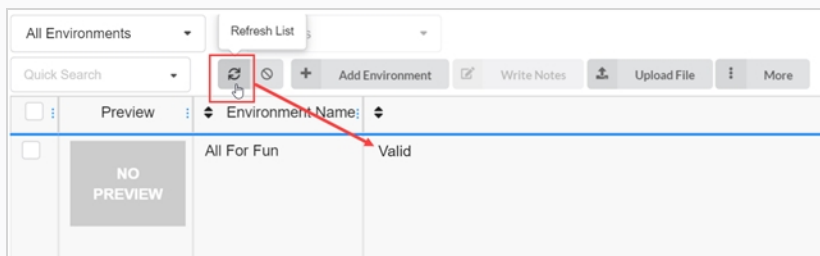 All Environments
Refresh List
s
Quick Search
Add Environment
Write Notes
Upload File
More
Preview
Environment Name
NO
PREVIEW
All For Fun
Valid